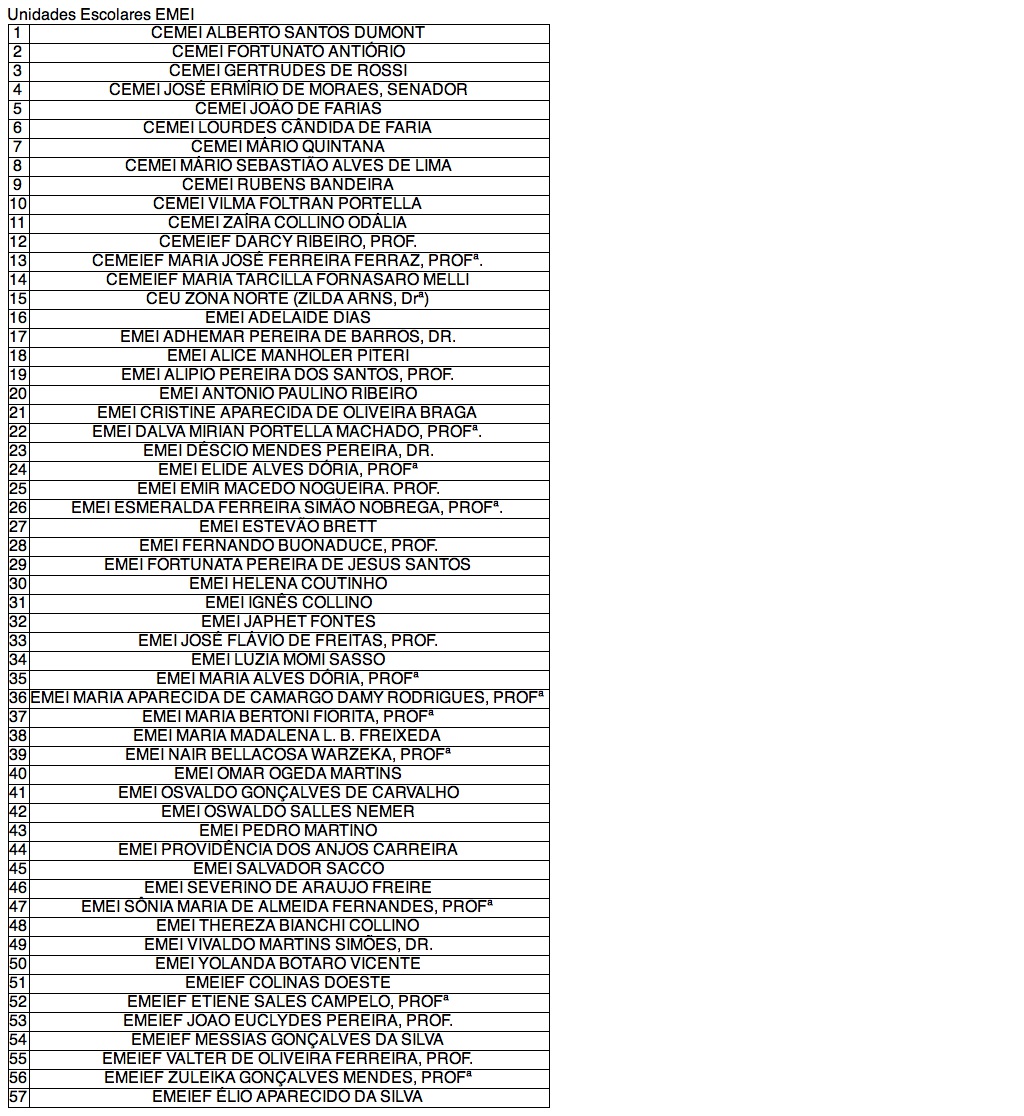 Unidades Escolares EMEI
1 CEMEI ALBERTO SANTOS DUMONT
2 CEMEI FORTUNATO ANTIÓRIO
3 CEMEI GERTRUDES DE ROSSI
4 CEMEI JOSÉ ERMÍRIO DE MORAES, SENADOR
5 CEMEI JOÃO DE FARIAS
6 CEMEI LOURDES CÂNDIDA DE FARIA
7 CEMEI MÁRIO QUINTANA
8 CEMEI MÁRIO SEBASTIÃO ALVES DE LIMA
9 CEMEI RUBENS BANDEIRA
10 CEMEI VILMA FOLTRAN PORTELLA
11 CEMEI ZAÍRA COLLINO ODÁLIA
12 CEMEIEF DARCY RIBEIRO, PROF.
13 CEMEIEF MARIA JOSÉ FERREIRA FERRAZ, PROFª.
14 CEMEIEF MARIA TARCILLA FORNASARO MELLI
15 CEU ZONA NORTE (ZILDA ARNS, Drª)
16 EMEI ADELAIDE DIAS
17 EMEI ADHEMAR PEREIRA DE BARROS, DR.
18 EMEI ALICE MANHOLER PITERI
19 EMEI ALIPIO PEREIRA DOS SANTOS, PROF.
20 EMEI ANTONIO PAULINO RIBEIRO
21 EMEI CRISTINE APARECIDA DE OLIVEIRA BRAGA
22 EMEI DALVA MIRIAN PORTELLA MACHADO, PROFª.
23 EMEI DÉSCIO MENDES PEREIRA, DR.
24 EMEI ELIDE ALVES DÓRIA, PROFª
25 EMEI EMIR MACEDO NOGUEIRA. PROF.
26 EMEI ESMERALDA FERREIRA SIMÃO NOBREGA, PROFª.
27 EMEI ESTEVÃO BRETT
28 EMEI FERNANDO BUONADUCE, PROF.
29 EMEI FORTUNATA PEREIRA DE JESUS SANTOS
30 EMEI HELENA COUTINHO
31 EMEI IGNÊS COLLINO
32 EMEI JAPHET FONTES
33 EMEI JOSÉ FLÁVIO DE FREITAS, PROF.
34 EMEI LUZIA MOMI SASSO
35 EMEI MARIA ALVES DÓRIA, PROFª
36 EMEI MARIA APARECIDA DE CAMARGO DAMY RODRIGUES, PROFª
37 EMEI MARIA BERTONI FIORITA, PROFª
38 EMEI MARIA MADALENA L. B. FREIXEDA
39 EMEI NAIR BELLACOSA WARZEKA, PROFª
40 EMEI OMAR OGEDA MARTINS
41 EMEI OSVALDO GONÇALVES DE CARVALHO
42 EMEI OSWALDO SALLES NEMER
43 EMEI PEDRO MARTINO
44 EMEI PROVIDÊNCIA DOS ANJOS CARREIRA
45 EMEI SALVADOR SACCO
46 EMEI SEVERINO DE ARAUJO FREIRE
47 EMEI SÔNIA MARIA DE ALMEIDA FERNANDES, PROFª
48 EMEI THEREZA BIANCHI COLLINO
49 EMEI VIVALDO MARTINS SIMÕES, DR.
50 EMEI YOLANDA BOTARO VICENTE
51 EMEIEF COLINAS DOESTE
52 EMEIEF ETIENE SALES CAMPELO, PROFª
53 EMEIEF JOAO EUCLYDES PEREIRA, PROF.
54 EMEIEF MESSIAS GONÇALVES DA SILVA
55 EMEIEF VALTER DE OLIVEIRA FERREIRA, PROF.
56 EMEIEF ZULEIKA GONÇALVES MENDES, PROFª
57 EMEIEF ÉLIO APARECIDO DA SILVA